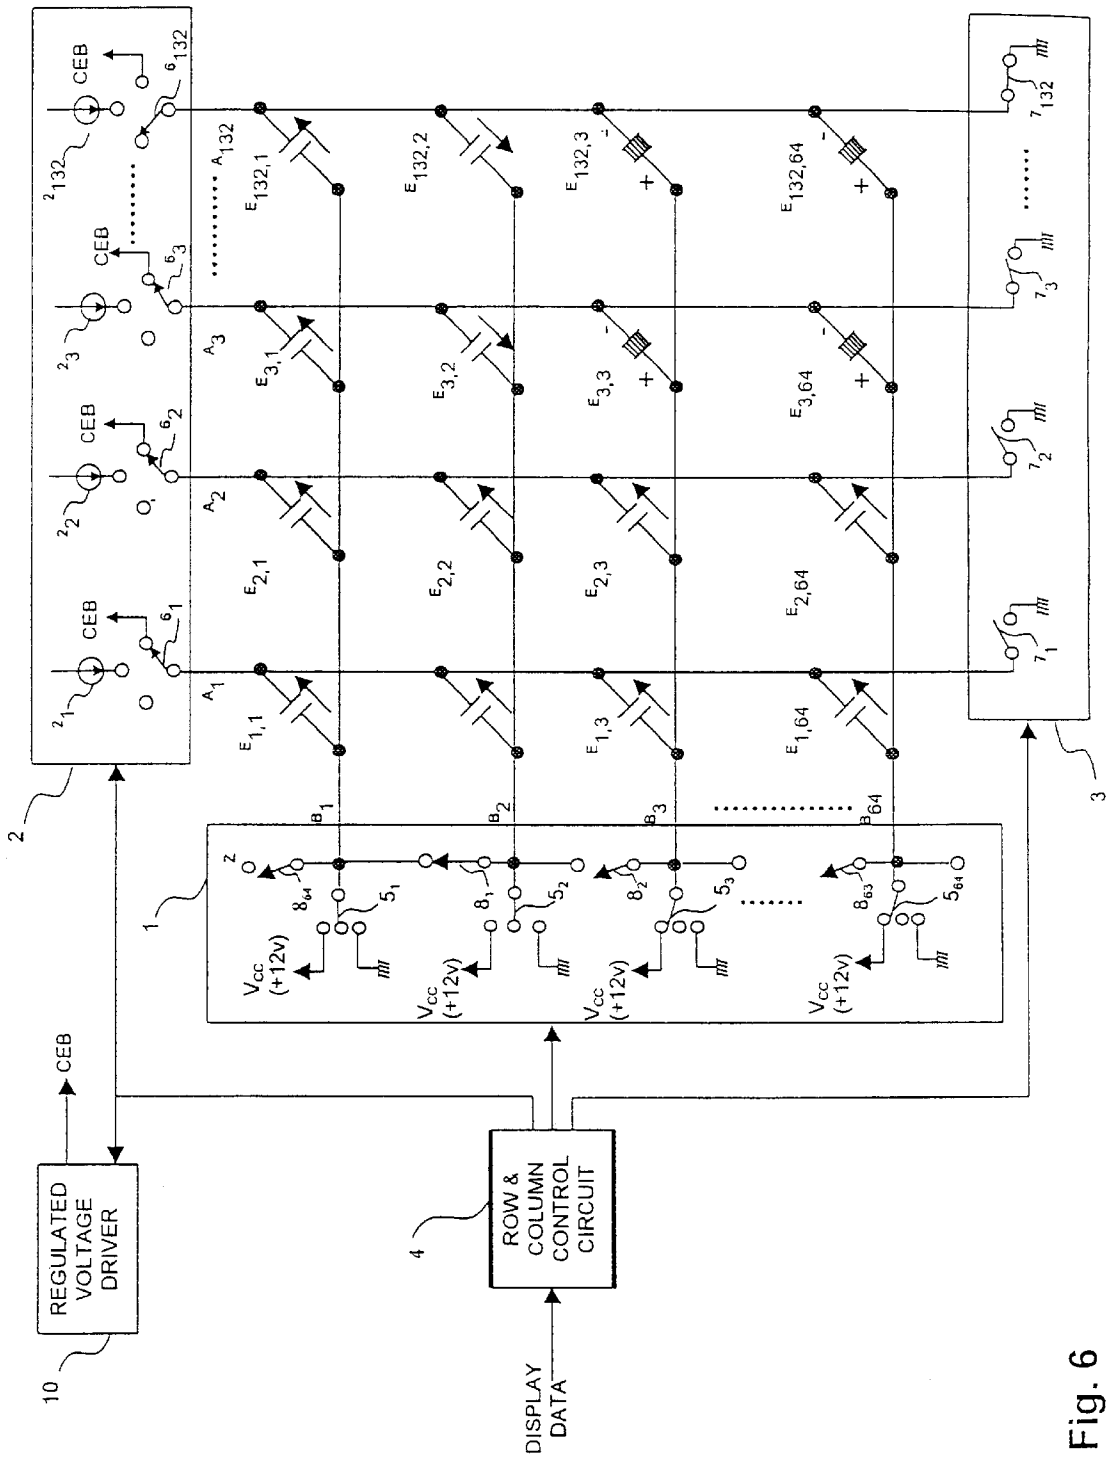 2₁
2₂
2₃
2₁₃₂
CEB
CEB
CEB
CEB
6₁
6₂
6₃
6₁₃₂
2
A₁
A₂
A₃
A₁₃₂
E₁,₁
E₂,₁
E₃,₁
E₁₃₂,₁
E₂,₂
E₃,₂
E₁₃₂,₂
E₁,₃
E₂,₃
E₃,₃
-
+
E₁₃₂,₃
-
+
E₁,₆₄
E₂,₆₄
E₃,₆₄
-
+
E₁₃₂,₆₄
-
+
B₁
B₂
B₃
B₆₄
1
Z
8₆₄
5₁
Vcc
(+12v)
8₁
5₂
Vcc
(+12v)
8₂
5₃
Vcc
(+12v)
8₆₃
5₆₄
Vcc
(+12v)
7₁
7₂
7₃
7₁₃₂
3
CEB
REGULATED
VOLTAGE
DRIVER
10
ROW &
COLUMN
CONTROL
CIRCUIT
4
DISPLAY
DATA
Fig. 6